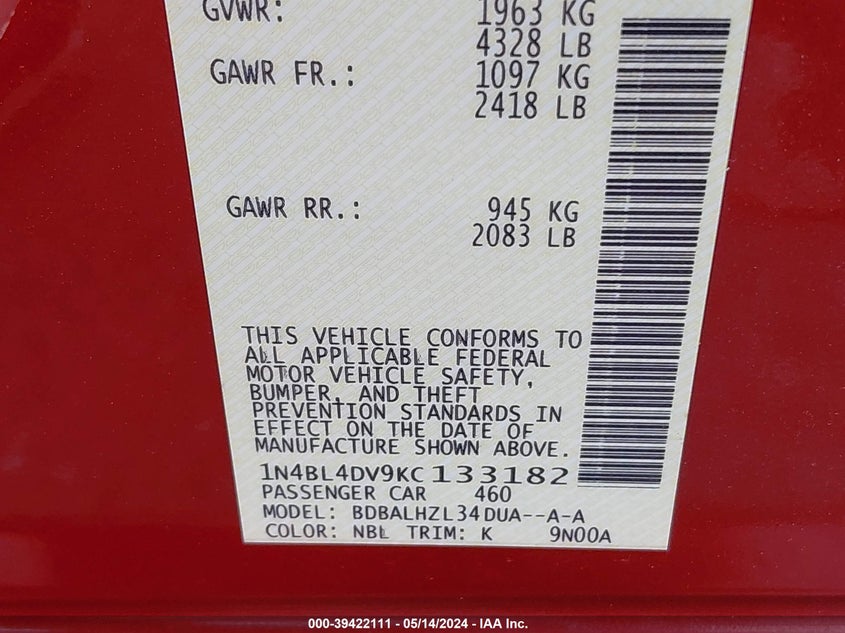 GVWR: 1963 KG
4328 LB
GAWR FR.: 1097 KG
2418 LB
GAWR RR.: 945 KG
2083 LB
THIS VEHICLE CONFORMS TO
ALL APPLICABLE FEDERAL
MOTOR VEHICLE SAFETY,
BUMPER, AND THEFT
PREVENTION STANDARDS IN
EFFECT ON THE DATE OF
MANUFACTURE SHOWN ABOVE.
1N4BL4DV9KC133182
PASSENGER CAR 460
MODEL: BDBALHZL34DUA--A-A
COLOR: NBL TRIM: K 9N00A
000-39422111 - 05/14/2024 - IAA Inc.